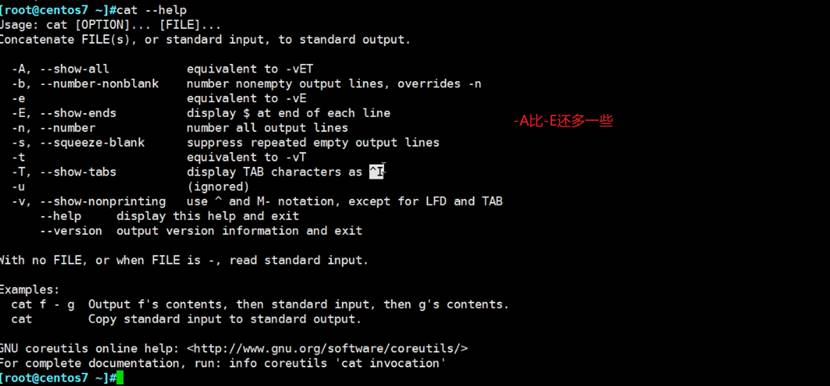 [root@centos7 ~]#cat --help
Usage: cat [OPTION]... [FILE]...
Concatenate FILE(s), or standard input, to standard output.
-A, --show-all equivalent to -vET
-b, --number-nonblank number nonempty output lines, overrides -n
-e equivalent to -vE
-E, --show-ends display $ at end of each line
-A比-E还多一些
-n, --number number all output lines
-s, --squeeze-blank suppress repeated empty output lines
-t equivalent to -vT
-T, --show-tabs display TAB characters as ^I
-u (ignored)
-v, --show-nonprinting use ^ and M- notation, except for LFD and TAB
--help display this help and exit
--version output version information and exit
With no FILE, or when FILE is -, read standard input.
Examples:
cat f - g Output f's contents, then standard input, then g's contents.
cat Copy standard input to standard output.
GNU coreutils online help: <http://www.gnu.org/software/coreutils/>
For complete documentation, run: info coreutils 'cat invocation'
[root@centos7 ~]#